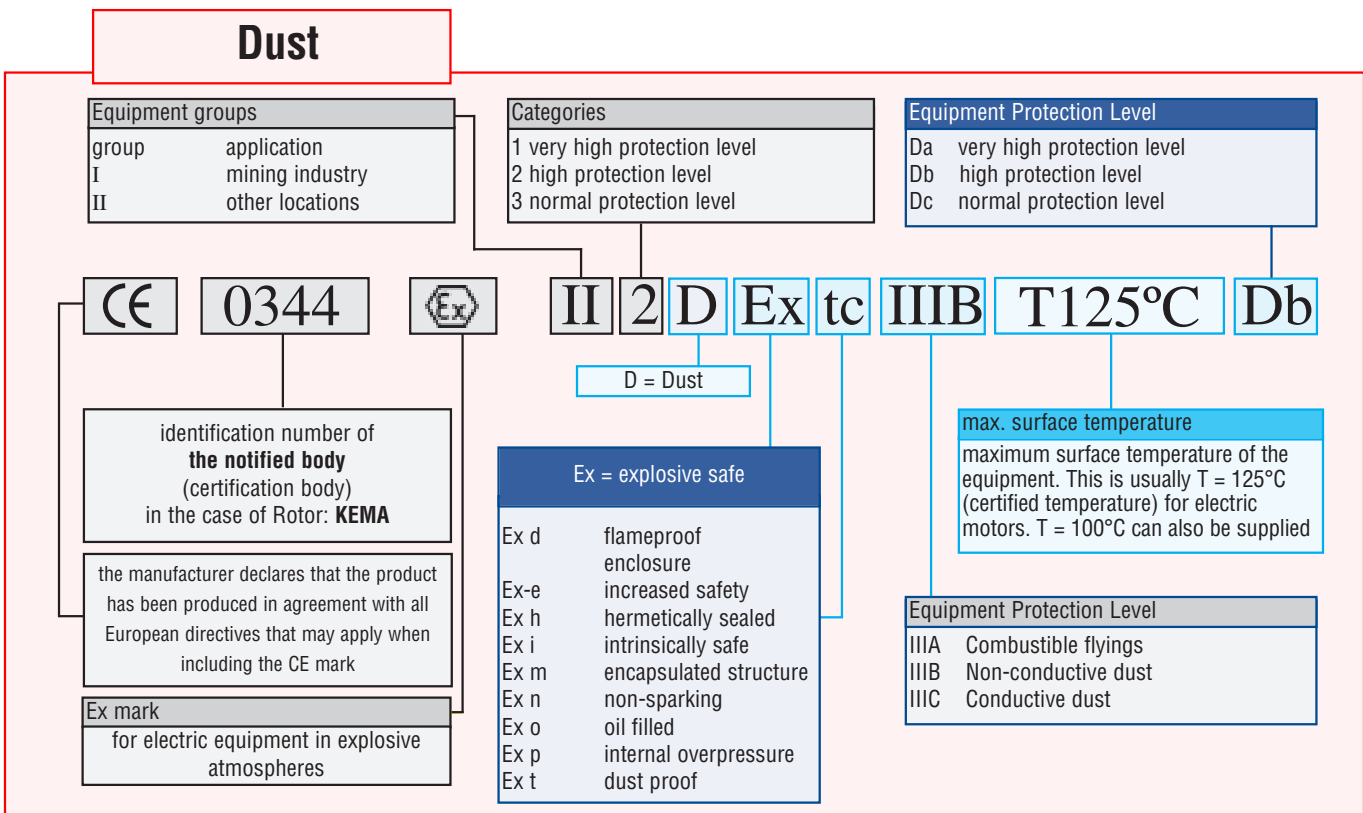 Dust
Equipment groups
group application
I mining industry
II other locations
Categories
1 very high protection level
2 high protection level
3 normal protection level
Equipment Protection Level
Da very high protection level
Db high protection level
Dc normal protection level
CE 0344 Ex II 2 D Ex tc IIIB T125ºC Db
D = Dust
identification number of
the notified body
(certification body)
in the case of Rotor: KEMA
the manufacturer declares that the product
has been produced in agreement with all
European directives that may apply when
including the CE mark
Ex mark
for electric equipment in explosive
atmospheres
Ex = explosive safe
Ex d flameproof
enclosure
Ex-e increased safety
Ex h hermetically sealed
Ex i intrinsically safe
Ex m encapsulated structure
Ex n non-sparking
Ex o oil filled
Ex p internal overpressure
Ex t dust proof
max. surface temperature
maximum surface temperature of the
equipment. This is usually T = 125°C
(certified temperature) for electric
motors. T = 100°C can also be supplied
Equipment Protection Level
IIIA Combustible flyings
IIIB Non-conductive dust
IIIC Conductive dust